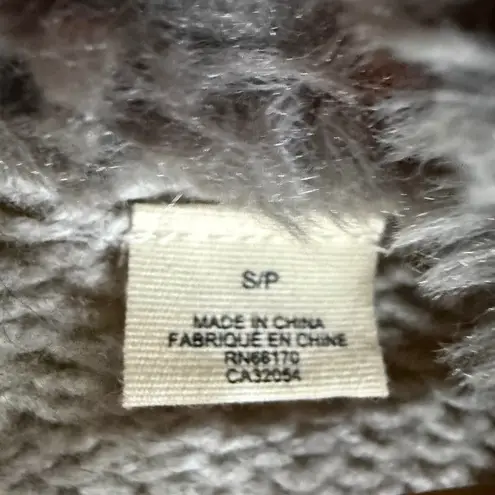 S/P
MADE IN CHINA
FABRIQUÉ EN CHINE
RN66170
CA32054